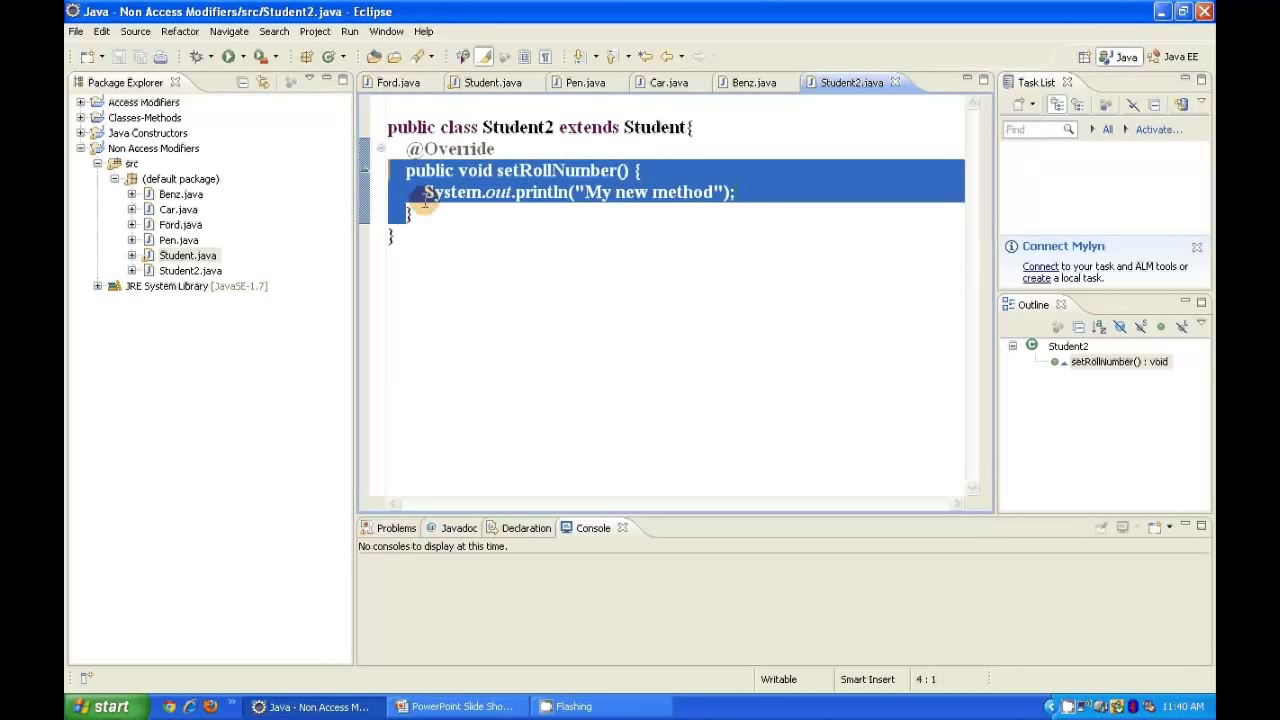 Java - Non Access Modifiers/src/Student2.java - Eclipse
File Edit Source Refactor Navigate Search Project Run Window Help
Java Java EE
Package Explorer
Access Modifiers
Classes-Methods
Java Constructors
Non Access Modifiers
src
(default package)
Benz.java
Car.java
Ford.java
Pen.java
Student.java
Student2.java
JRE System Library [JavaSE-1.7]
Ford.java Student.java Pen.java Car.java Benz.java Student2.java
public class Student2 extends Student{
@Override
public void setRollNumber() {
System.out.println("My new method");
}
}
Task List
Find All Activate...
Connect Mylyn
Connect to your task and ALM tools or
create a local task.
Outline
Student2
setRollNumber() : void
Problems Javadoc Declaration Console
No consoles to display at this time.
Writable Smart Insert 4 : 1
start Java - Non Access M... PowerPoint Slide Sho... Flashing 11:40 AM